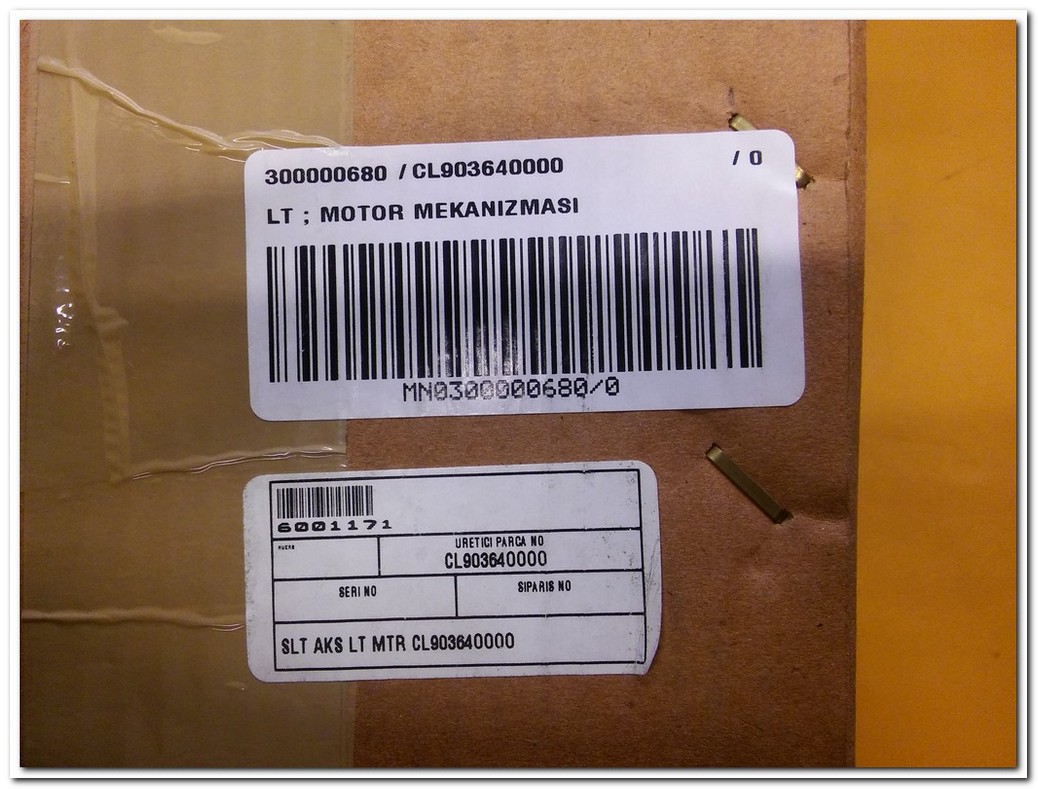 300000680 / CL903640000 / 0
LT ; MOTOR MEKANIZMASI
MN0300000680/0
6001171
URETICI PARCA NO
CL903640000
SERI NO
SIPARIS NO
SLT AKS LT MTR CL903640000